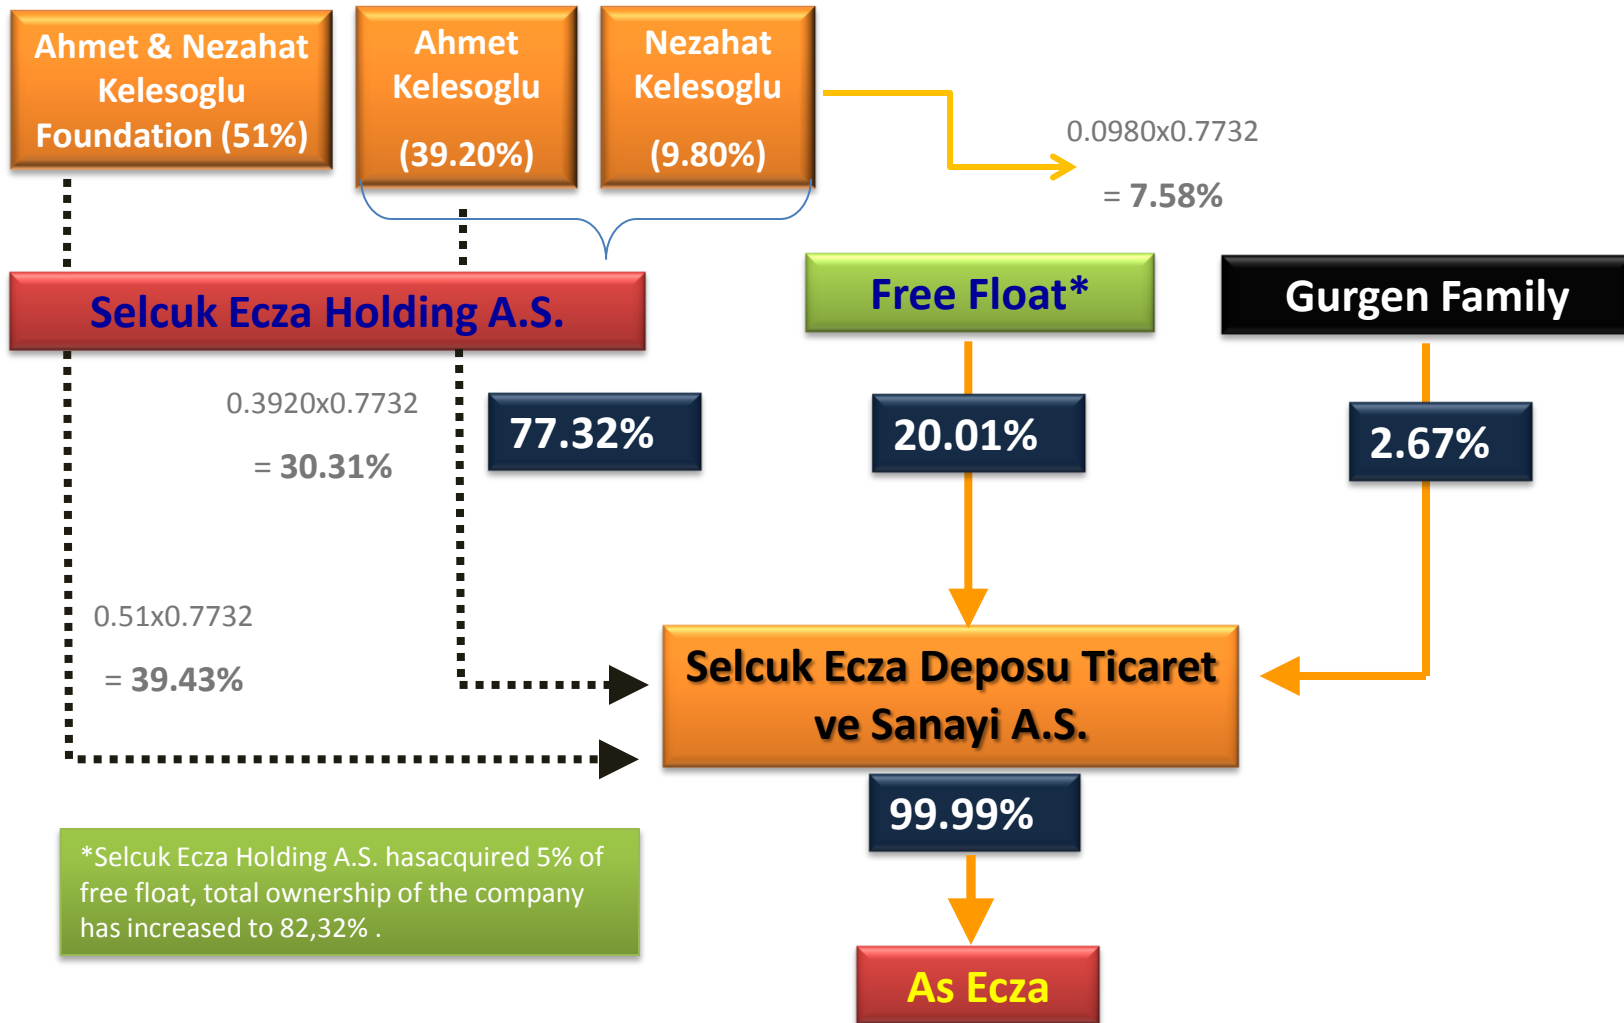 Ahmet & Nezahat
Kelesoglu
Foundation (51%)
Ahmet
Kelesoglu
(39.20%)
Nezahat
Kelesoglu
(9.80%)
0.0980x0.7732
= 7.58%
Selcuk Ecza Holding A.S.
Free Float*
Gurgen Family
0.3920x0.7732
= 30.31%
77.32%
20.01%
2.67%
0.51x0.7732
= 39.43%
Selcuk Ecza Deposu Ticaret
ve Sanayi A.S.
99.99%
*Selcuk Ecza Holding A.S. hasacquired 5% of
free float, total ownership of the company
has increased to 82,32% .
As Ecza